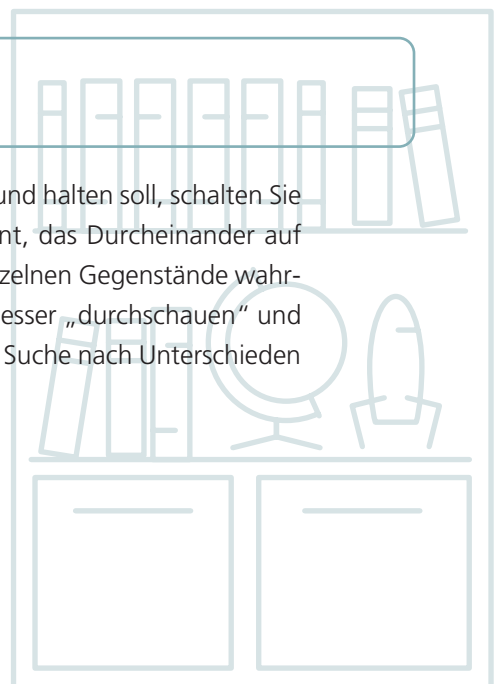 und halten soll, schalten Sie
nt, das Durcheinander auf
zelnen Gegenstände wahr-
esser „durchschauen“ und
Suche nach Unterschieden